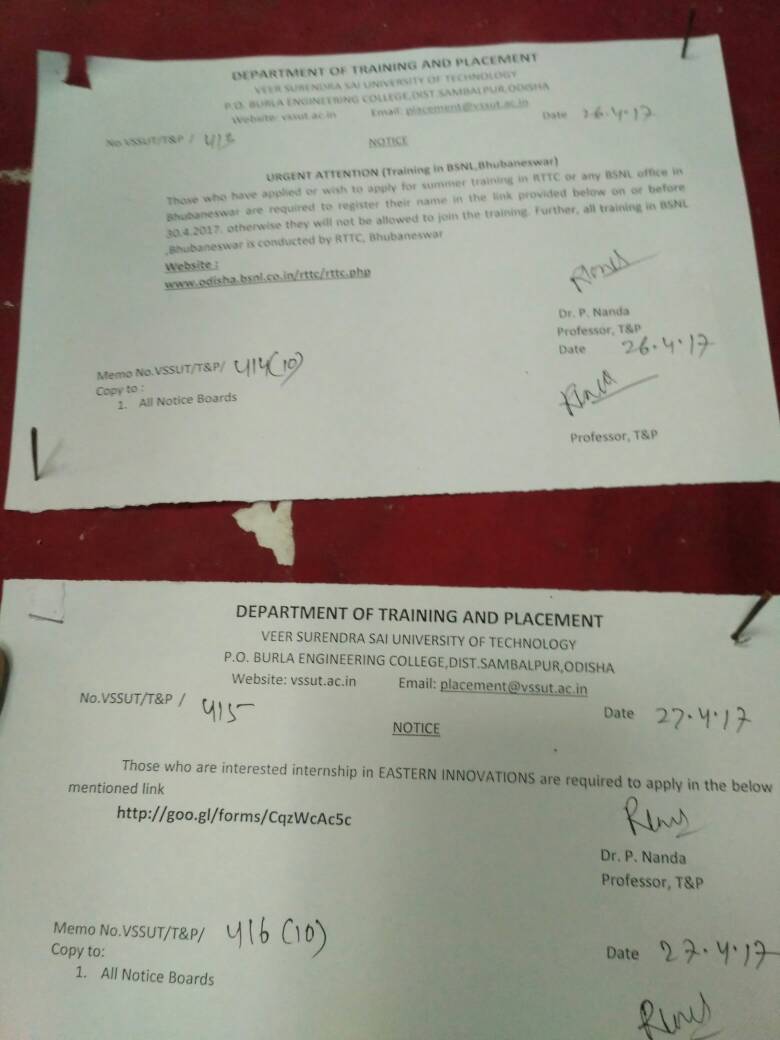 DEPARTMENT OF TRAINING AND PLACEMENT
VEER SURENDRA SAI UNIVERSITY OF TECHNOLOGY
P.O. BURLA ENGINEERING COLLEGE,DIST.SAMBALPUR,ODISHA
Website: vssut.ac.in Email: placement@vssut.ac.in
No.VSSUT/T&P / 413 Date 26.4.17
NOTICE
URGENT ATTENTION (Training in BSNL,Bhubaneswar)
Those who have applied or wish to apply for summer training in RTTC or any BSNL office in
Bhubaneswar are required to register their name in the link provided below on or before
30.4.2017. otherwise they will not be allowed to join the training. Further, all training in BSNL
,Bhubaneswar is conducted by RTTC, Bhubaneswar
Website :
www.odisha.bsnl.co.in/rttc/rttc.php
Dr. P. Nanda
Professor, T&P
Memo No.VSSUT/T&P/ 414(10) Date 26.4.17
Copy to :
1. All Notice Boards
Professor, T&P
DEPARTMENT OF TRAINING AND PLACEMENT
VEER SURENDRA SAI UNIVERSITY OF TECHNOLOGY
P.O. BURLA ENGINEERING COLLEGE,DIST.SAMBALPUR,ODISHA
Website: vssut.ac.in Email: placement@vssut.ac.in
No.VSSUT/T&P / 415 Date 27.4.17
NOTICE
Those who are interested internship in EASTERN INNOVATIONS are required to apply in the below
mentioned link
http://goo.gl/forms/CqzWcAc5c
Dr. P. Nanda
Professor, T&P
Memo No.VSSUT/T&P/ 416 (10) Date 27.4.17
Copy to:
1. All Notice Boards